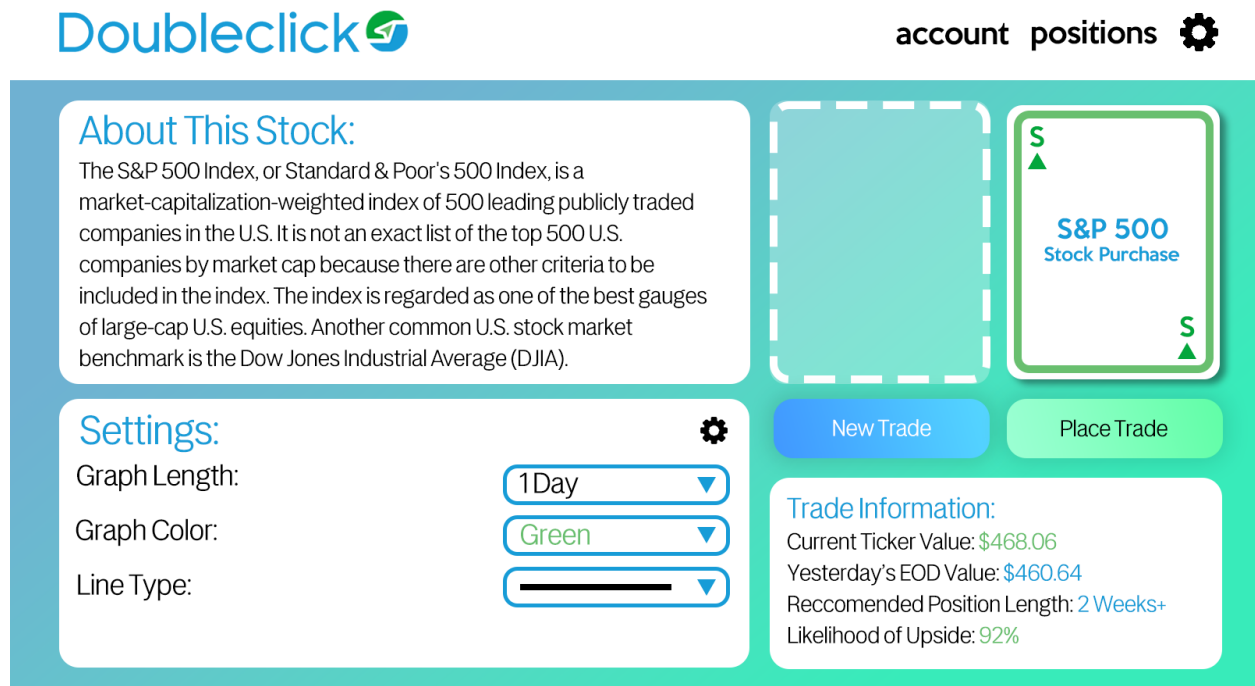 Doubleclick
account positions
About This Stock:
The S&P 500 Index, or Standard & Poor's 500 Index, is a
market-capitalization-weighted index of 500 leading publicly traded
companies in the U.S. It is not an exact list of the top 500 U.S.
companies by market cap because there are other criteria to be
included in the index. The index is regarded as one of the best gauges
of large-cap U.S. equities. Another common U.S. stock market
benchmark is the Dow Jones Industrial Average (DJIA).
S
S&P 500
Stock Purchase
S
New Trade
Place Trade
Settings:
Graph Length:
1 Day
Graph Color:
Green
Line Type:
Trade Information:
Current Ticker Value: $468.06
Yesterday's EOD Value: $460.64
Reccomended Position Length: 2 Weeks+
Likelihood of Upside: 92%